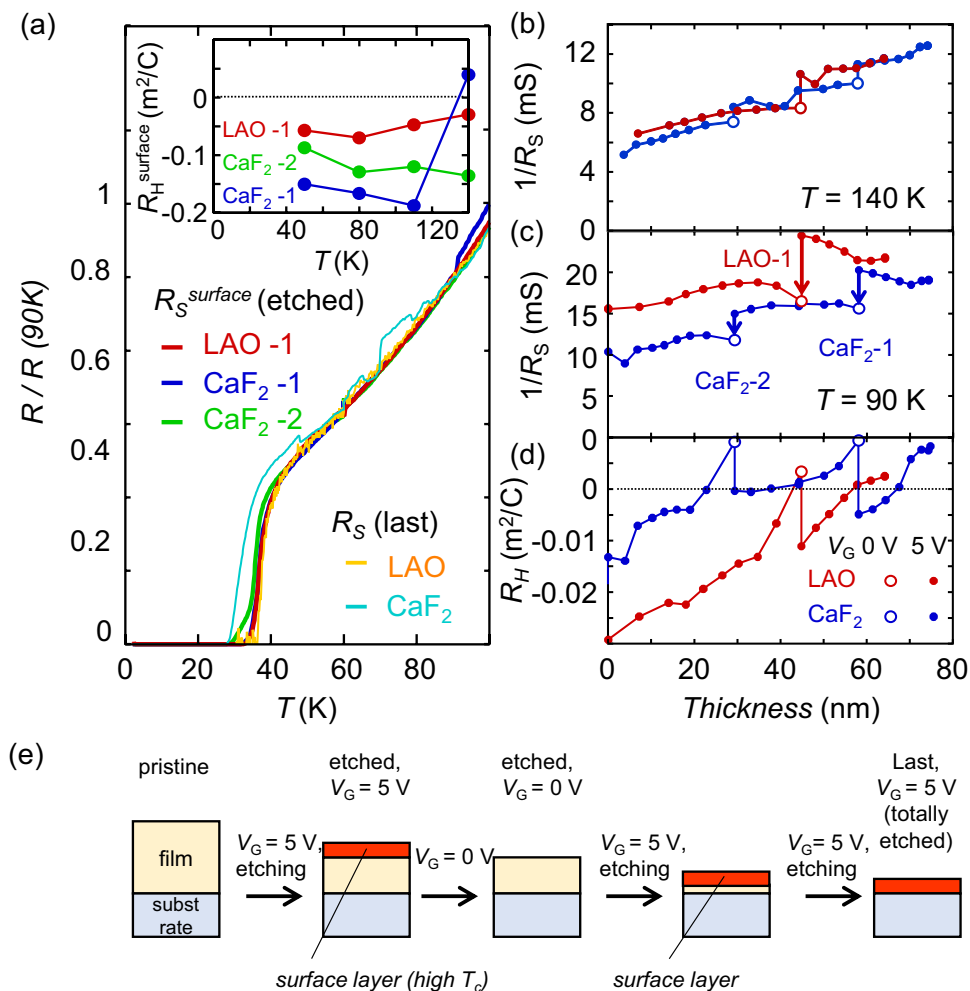 (a)
R_H^surface (m²/C)
0
-0.1
-0.2
LAO -1
CaF₂ -2
CaF₂ -1
40
80
120
T (K)
R / R (90K)
1
0.8
0.6
0.4
0.2
0
R_S^surface (etched)
LAO -1
CaF₂ -1
CaF₂ -2
R_S (last)
LAO
CaF₂
0
20
40
60
80
T (K)
(b)
1/R_S (mS)
12
8
4
0
T = 140 K
(c)
1/R_S (mS)
20
15
10
5
0
LAO-1
CaF₂-2
CaF₂-1
T = 90 K
(d)
R_H (m²/C)
0
-0.01
-0.02
V_G 0 V 5 V
LAO
CaF₂
0
10
20
30
40
50
60
70
80
Thickness (nm)
(e)
pristine
film
subst
rate
V_G = 5 V,
etching
etched,
V_G = 5 V
surface layer (high T_c)
V_G = 0 V
etched,
V_G = 0 V
V_G = 5 V,
etching
surface layer
V_G = 5 V,
etching
Last,
V_G = 5 V
(totally
etched)